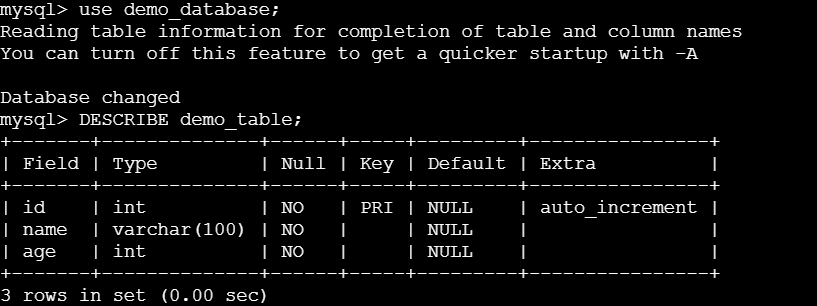 mysql> use demo_database;
Reading table information for completion of table and column names
You can turn off this feature to get a quicker startup with -A

Database changed
mysql> DESCRIBE demo_table;
+-------+--------------+------+-----+---------+----------------+
| Field | Type         | Null | Key | Default | Extra          |
+-------+--------------+------+-----+---------+----------------+
| id    | int          | NO   | PRI | NULL    | auto_increment |
| name  | varchar(100) | NO   |     | NULL    |                |
| age   | int          | NO   |     | NULL    |                |
+-------+--------------+------+-----+---------+----------------+
3 rows in set (0.00 sec)